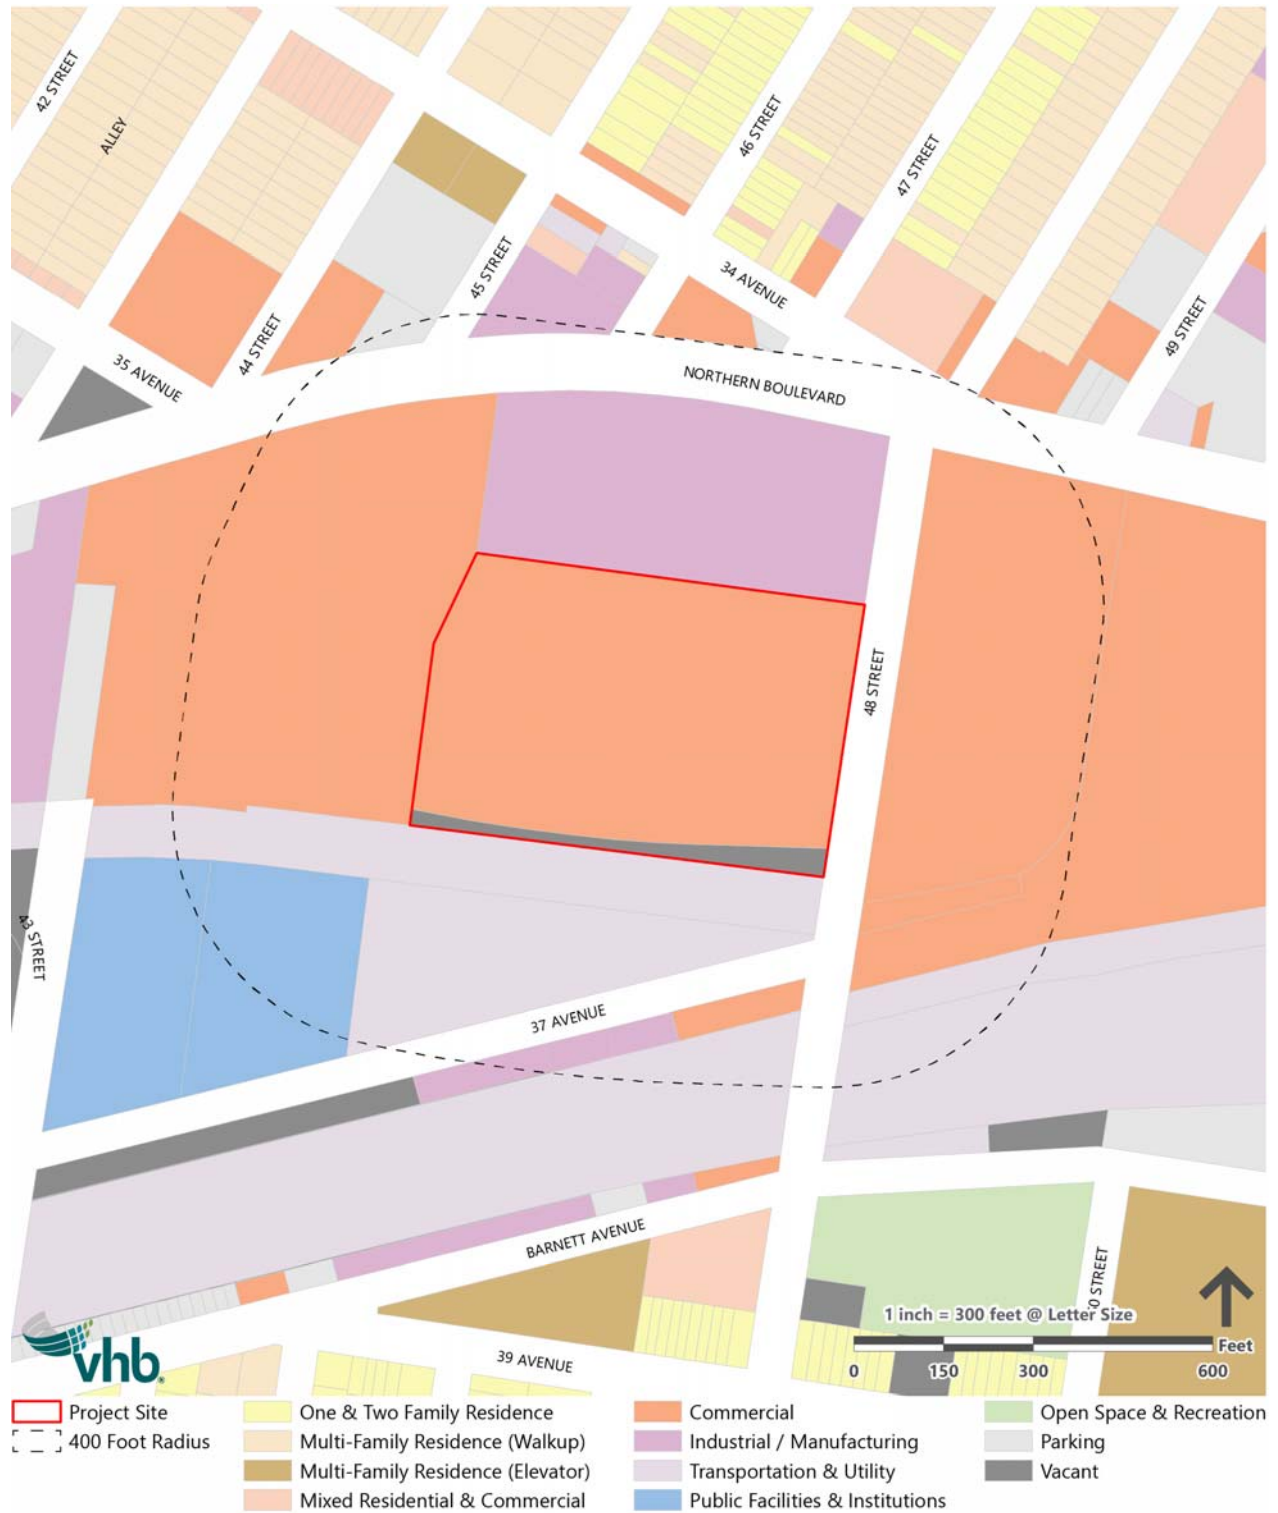 42 STREET
ALLEY
46 STREET
47 STREET
45 STREET
34 AVENUE
49 STREET
44 STREET
35 AVENUE
NORTHERN BOULEVARD
48 STREET
43 STREET
37 AVENUE
BARNETT AVENUE
0 STREET
39 AVENUE
1 inch = 300 feet @ Letter Size
Feet
0 150 300 600
vhb
Project Site
400 Foot Radius
One & Two Family Residence
Multi-Family Residence (Walkup)
Multi-Family Residence (Elevator)
Mixed Residential & Commercial
Commercial
Industrial / Manufacturing
Transportation & Utility
Public Facilities & Institutions
Open Space & Recreation
Parking
Vacant